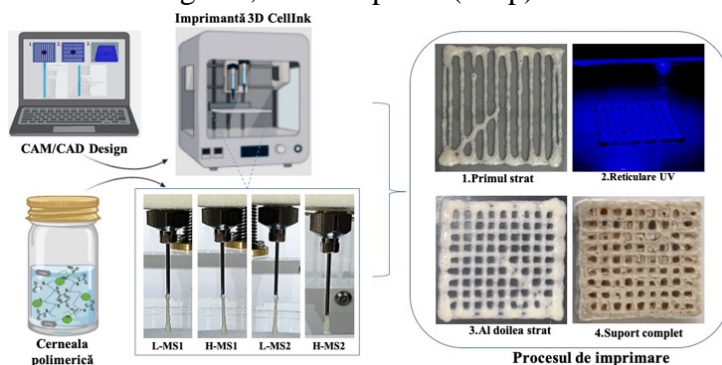 Imprimantă 3D CellInk
CAM/CAD Design
1.Primul strat
2.Reticulare UV
Cerneala
polimerică
L-MS1
H-MS1
L-MS2
H-MS2
3.Al doilea strat
4.Suport complet
Procesul de imprimare